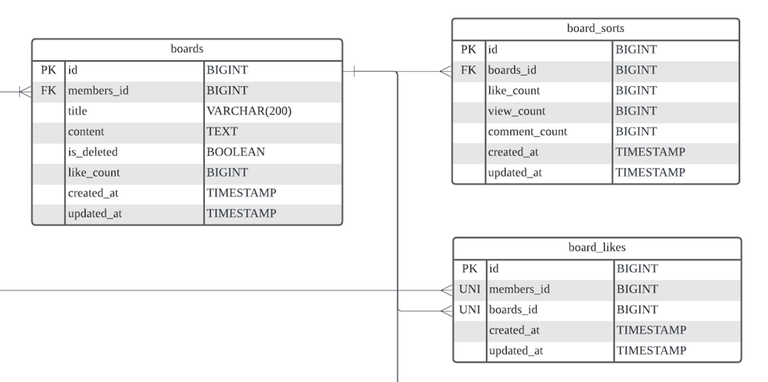 boards
PK id BIGINT
FK members_id BIGINT
title VARCHAR(200)
content TEXT
is_deleted BOOLEAN
like_count BIGINT
created_at TIMESTAMP
updated_at TIMESTAMP
board_sorts
PK id BIGINT
FK boards_id BIGINT
like_count BIGINT
view_count BIGINT
comment_count BIGINT
created_at TIMESTAMP
updated_at TIMESTAMP
board_likes
PK id BIGINT
UNI members_id BIGINT
UNI boards_id BIGINT
created_at TIMESTAMP
updated_at TIMESTAMP